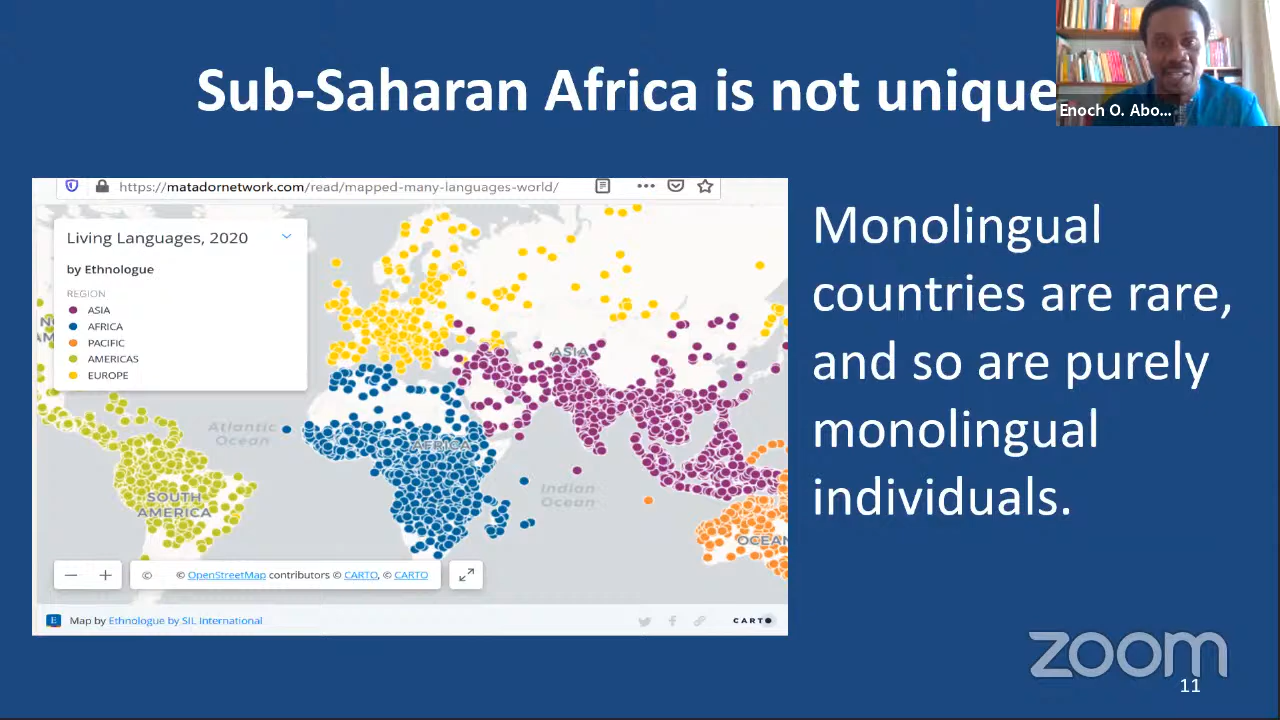 Sub-Saharan Africa is not unique
Enoch O. Abo...
https://matadornetwork.com/read/mapped-many-languages-world/
Living Languages, 2020
by Ethnologue
REGION
ASIA
AFRICA
PACIFIC
AMERICAS
EUROPE
ASIA
Atlantic
Ocean
AFRICA
SOUTH
AMERICA
Indian
Ocean
OCEAN
© © OpenStreetMap contributors © CARTO, © CARTO
E Map by Ethnologue by SIL International
CARTO
Monolingual
countries are rare,
and so are purely
monolingual
individuals.
zoom
11